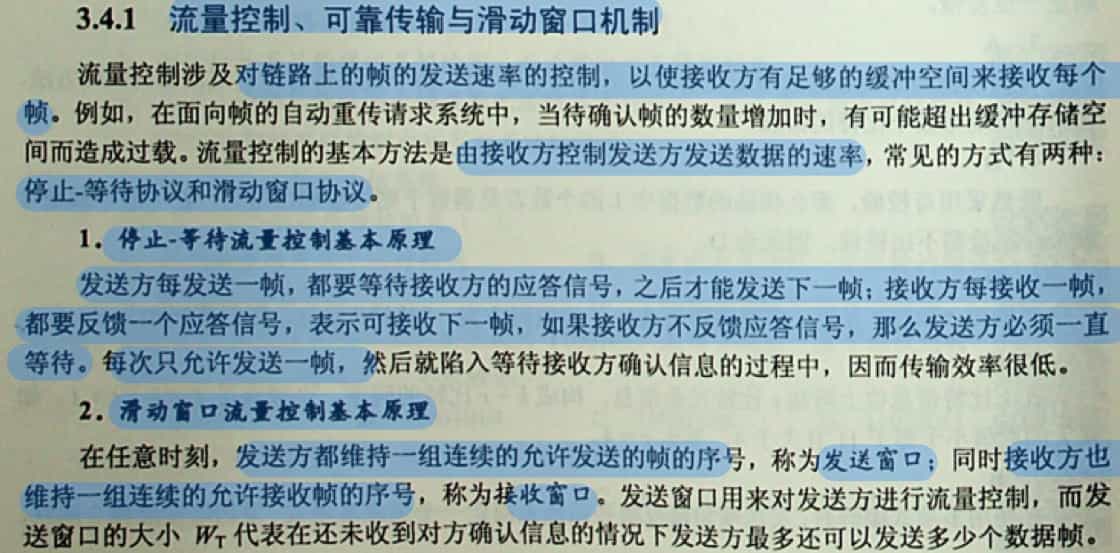 3.4.1 流量控制、可靠传输与滑动窗口机制
流量控制涉及对链路上的帧的发送速率的控制，以使接收方有足够的缓冲空间来接收每个
帧。例如，在面向帧的自动重传请求系统中，当待确认帧的数量增加时，有可能超出缓冲存储空
间而造成过载。流量控制的基本方法是由接收方控制发送方发送数据的速率，常见的方式有两种：
停止-等待协议和滑动窗口协议。
1. 停止-等待流量控制基本原理
发送方每发送一帧，都要等待接收方的应答信号，之后才能发送下一帧；接收方每接收一帧，
都要反馈一个应答信号，表示可接收下一帧，如果接收方不反馈应答信号，那么发送方必须一直
等待。每次只允许发送一帧，然后就陷入等待接收方确认信息的过程中，因而传输效率很低。
2. 滑动窗口流量控制基本原理
在任意时刻，发送方都维持一组连续的允许发送的帧的序号，称为发送窗口；同时接收方也
维持一组连续的允许接收帧的序号，称为接收窗口。发送窗口用来对发送方进行流量控制，而发
送窗口的大小 WT 代表在还未收到对方确认信息的情况下发送方最多还可以发送多少个数据帧。